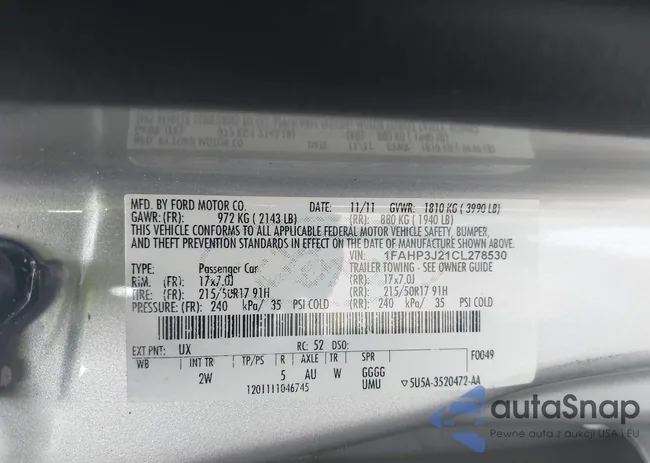 MFD. BY FORD MOTOR CO. DATE: 11/11 GVWR: 1810 KG ( 3990 LB)
GAWR: (FR): 972 KG ( 2143 LB) (RR): 880 KG ( 1940 LB)
THIS VEHICLE CONFORMS TO ALL APPLICABLE FEDERAL MOTOR VEHICLE SAFETY, BUMPER,
AND THEFT PREVENTION STANDARDS IN EFFECT ON THE DATE OF MANUFACTURE SHOWN ABOVE.
VIN: 1FAHP3J21CL278530
TYPE: Passenger Car TRAILER TOWING - SEE OWNER GUIDE
RIM: (FR): 17x7.0J (RR): 17x7.0J
TIRE: (FR): 215/50R17 91H (RR): 215/50R17 91H
PRESSURE: (FR): 240 kPa/ 35 PSI COLD (RR): 240 kPa/ 35 PSI COLD
EXT PNT: UX RC: 52 DSO: F0049
WB INT TR TP/PS R AXLE TR SPR
2W 5 AU W GGGG
1201111046745 UMU ▽5U5A-3520472-AA
autoSnap
Pewne auta z aukcji USA i EU